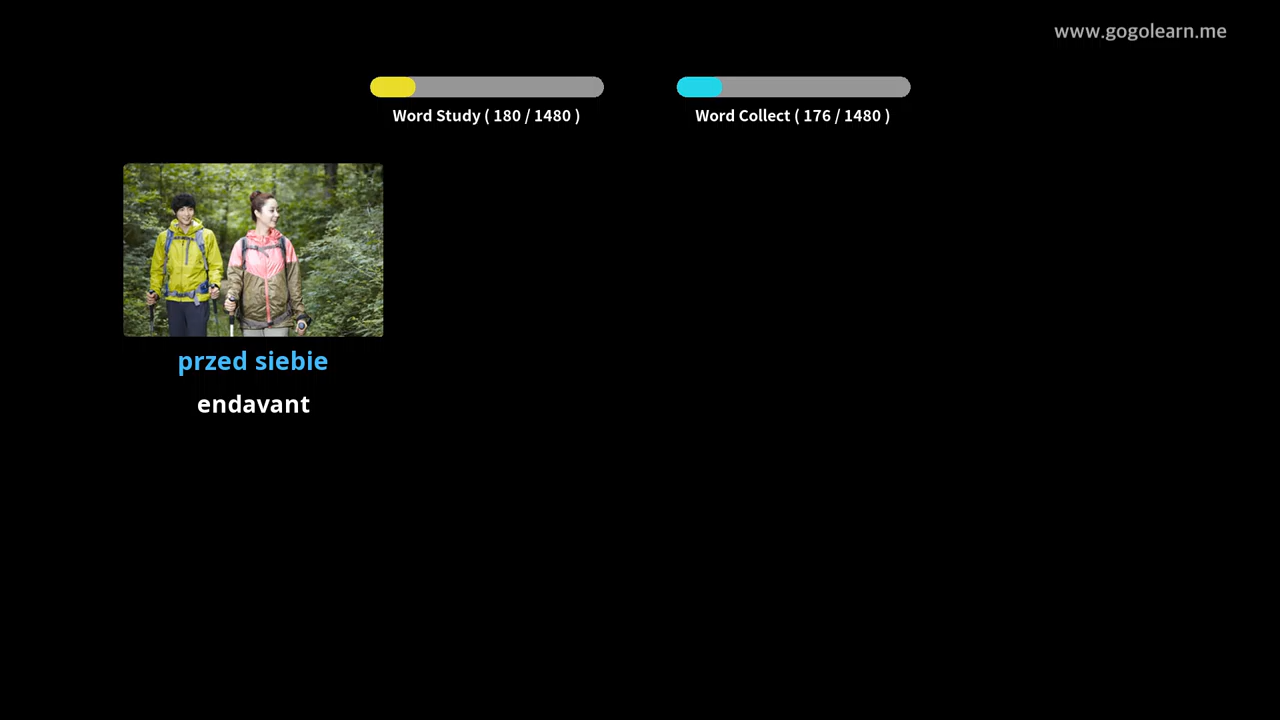 www.gogolearn.me
Word Study ( 180 / 1480 )
Word Collect ( 176 / 1480 )
przed siebie
endavant